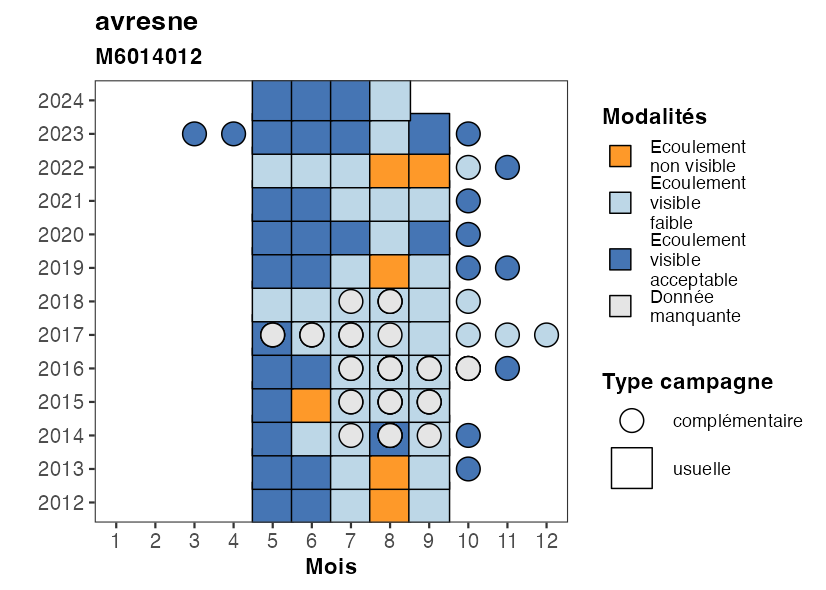 avresne
M6014012
2024
2023
2022
2021
2020
2019
2018
2017
2016
2015
2014
2013
2012
1 2 3 4 5 6 7 8 9 10 11 12
Mois
Modalités
Ecoulement
non visible
Ecoulement
visible
faible
Ecoulement
visible
acceptable
Donnée
manquante
Type campagne
complémentaire
usuelle